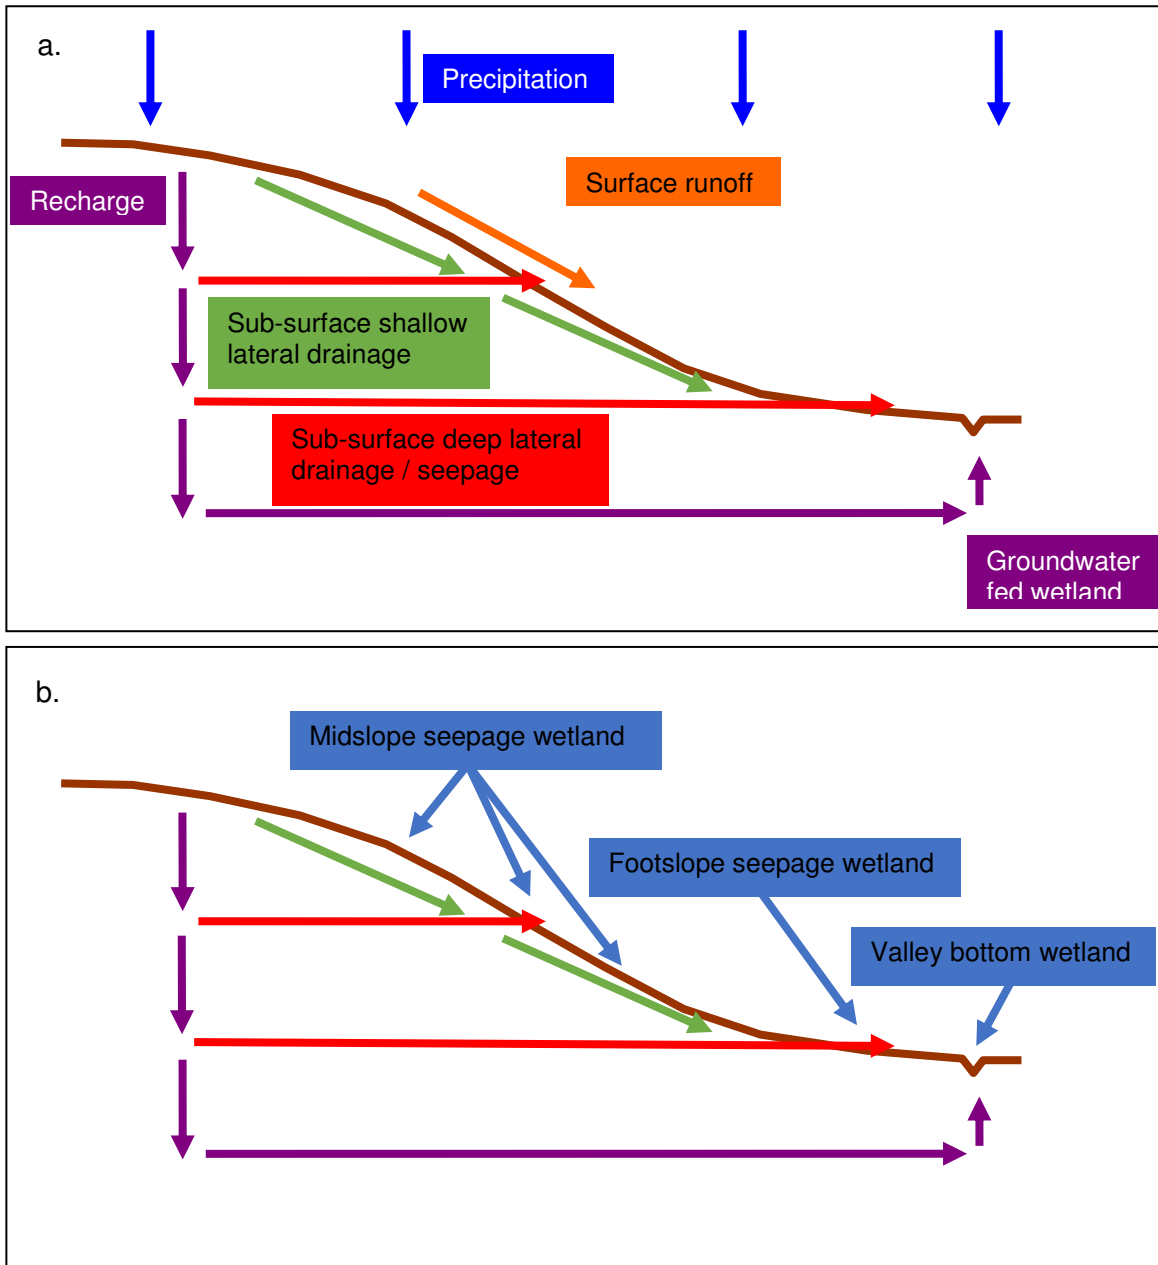 a.
Precipitation
Surface runoff
Recharge
Sub-surface shallow
lateral drainage
Sub-surface deep lateral
drainage / seepage
Groundwater
fed wetland
b.
Midslope seepage wetland
Footslope seepage wetland
Valley bottom wetland